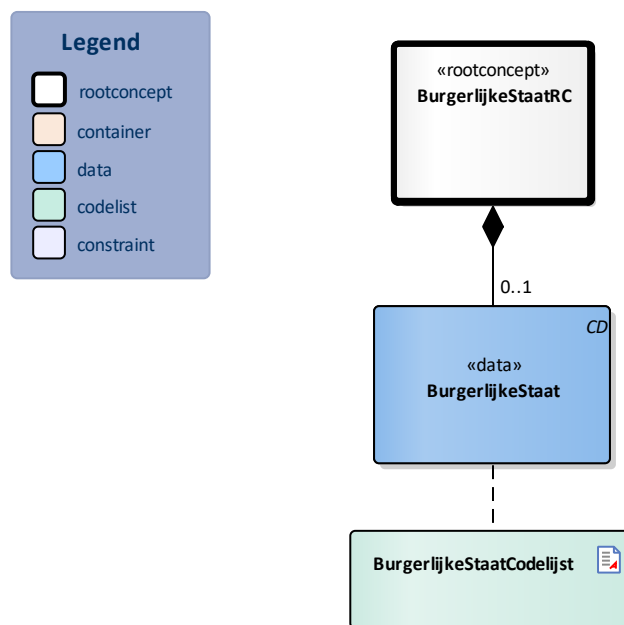 Legend
rootconcept
container
data
codelist
constraint
«rootconcept»
BurgerlijkeStaatRC
0..1
CD
«data»
BurgerlijkeStaat
BurgerlijkeStaatCodelijst